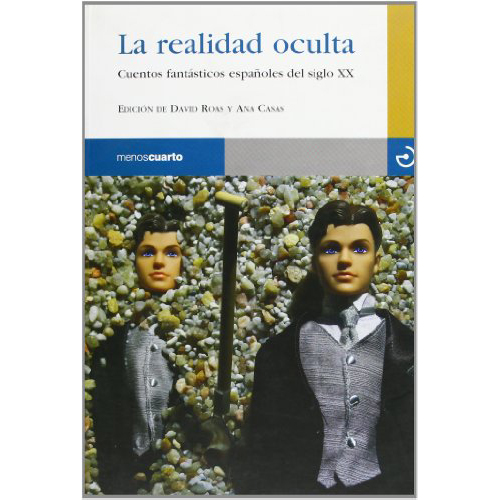 La realidad oculta
Cuentos fantásticos españoles del siglo XX
Edición de David Roas y Ana Casas
menoscuarto